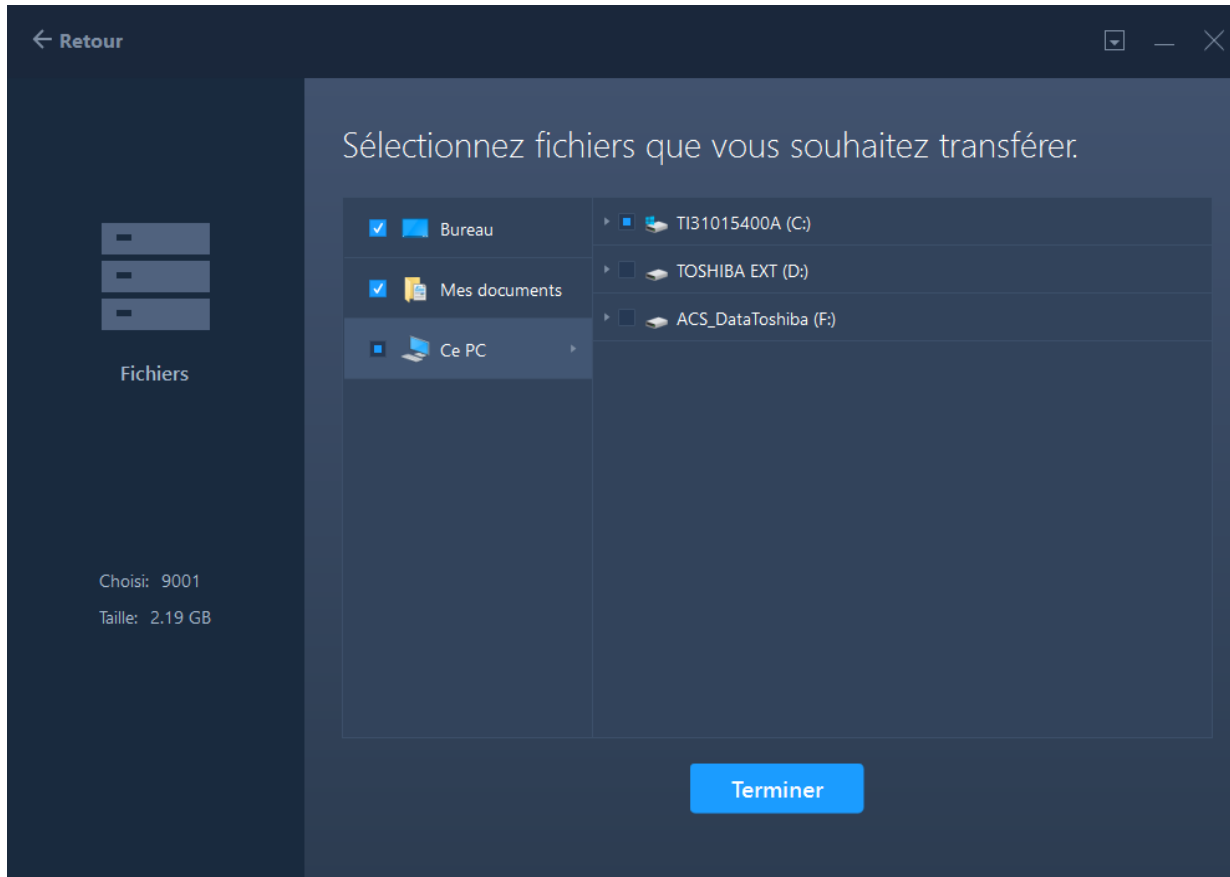 Retour
Sélectionnez fichiers que vous souhaitez transférer.
Bureau
Mes documents
Ce PC
TI31015400A (C:)
TOSHIBA EXT (D:)
ACS_DataToshiba (F:)
Fichiers
Choisi: 9001
Taille: 2.19 GB
Terminer